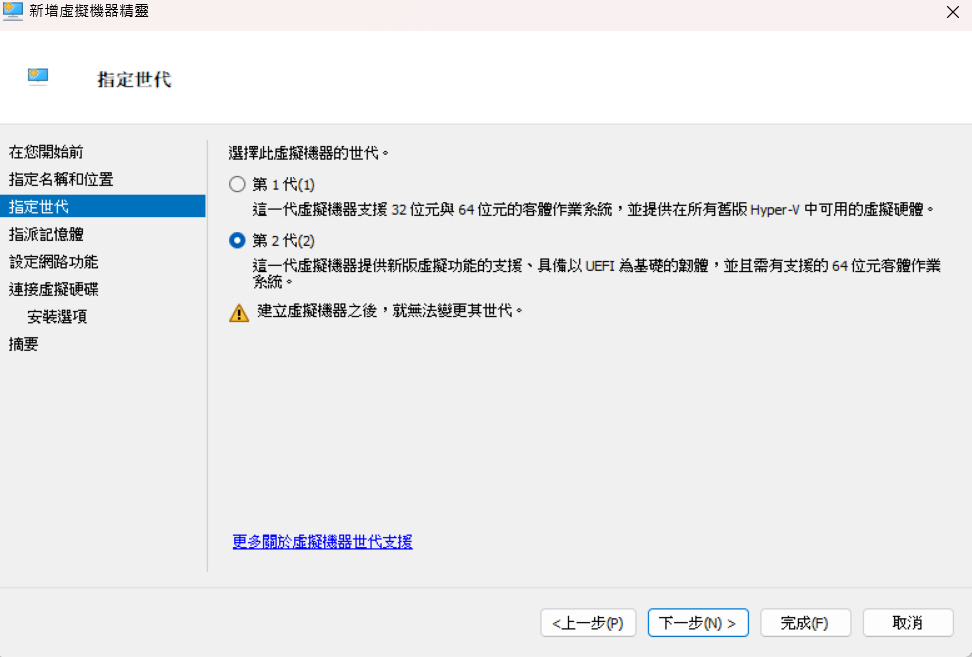 新增虛擬機器精靈
指定世代
在您開始前
指定名稱和位置
指定世代
指派記憶體
設定網路功能
連接虛擬硬碟
安裝選項
摘要
選擇此虛擬機器的世代。
第 1 代(1)
這一代虛擬機器支援 32 位元與 64 位元的客體作業系統，並提供在所有舊版 Hyper-V 中可用的虛擬硬體。
第 2 代(2)
這一代虛擬機器提供新版虛擬功能的支援、具備以 UEFI 為基礎的韌體，並且需有支援的 64 位元客體作業
系統。
建立虛擬機器之後，就無法變更其世代。
更多關於虛擬機器世代支援
<上一步(P)
下一步(N) >
完成(F)
取消